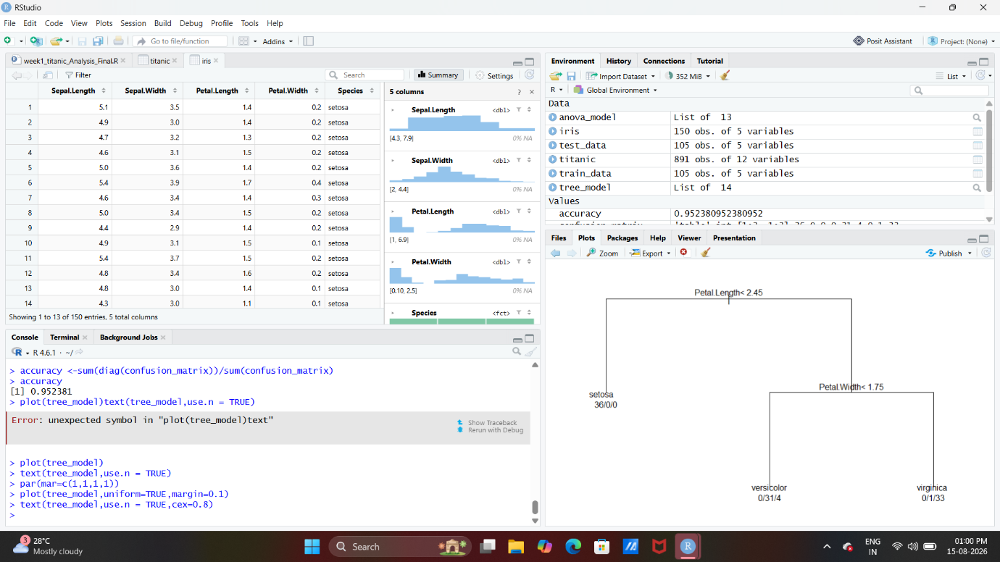 RStudio
File Edit Code View Plots Session Build Debug Profile Tools Help
Go to file/function Addins Posit Assistant Project: (None)
week1_titanic_Analysis_Final.R titanic iris
Filter Search Summary Settings
Sepal.Length Sepal.Width Petal.Length Petal.Width Species
1 5.1 3.5 1.4 0.2 setosa
2 4.9 3.0 1.4 0.2 setosa
3 4.7 3.2 1.3 0.2 setosa
4 4.6 3.1 1.5 0.2 setosa
5 5.0 3.6 1.4 0.2 setosa
6 5.4 3.9 1.7 0.4 setosa
7 4.6 3.4 1.4 0.3 setosa
8 5.0 3.4 1.5 0.2 setosa
9 4.4 2.9 1.4 0.2 setosa
10 4.9 3.1 1.5 0.1 setosa
11 5.4 3.7 1.5 0.2 setosa
12 4.8 3.4 1.6 0.2 setosa
13 4.8 3.0 1.4 0.1 setosa
14 4.3 3.0 1.1 0.1 setosa
Showing 1 to 13 of 150 entries, 5 total columns
5 columns ?
Sepal.Length <dbl>
[4.3, 7.9] 0% NA
Sepal.Width <dbl>
[2, 4.4] 0% NA
Petal.Length <dbl>
[1, 6.9] 0% NA
Petal.Width <dbl>
[0.10, 2.5] 0% NA
Species <fct>
Console Terminal Background Jobs
R R 4.6.1 · ~/
> accuracy <-sum(diag(confusion_matrix))/sum(confusion_matrix)
> accuracy
[1] 0.952381
> plot(tree_model)text(tree_model,use.n = TRUE)
Error: unexpected symbol in "plot(tree_model)text"
Show Traceback
Rerun with Debug
> plot(tree_model)
> text(tree_model,use.n = TRUE)
> par(mar=c(1,1,1,1))
> plot(tree_model,uniform=TRUE,margin=0.1)
> text(tree_model,use.n = TRUE,cex=0.8)
>
Environment History Connections Tutorial
Import Dataset 352 MiB List
R Global Environment
Data
anova_model List of 13
iris 150 obs. of 5 variables
test_data 105 obs. of 5 variables
titanic 891 obs. of 12 variables
train_data 105 obs. of 5 variables
tree_model List of 14
Values
accuracy 0.952380952380952
Files Plots Packages Help Viewer Presentation
Zoom Export Publish
Petal.Length< 2.45
Petal.Width< 1.75
setosa
36/0/0
versicolor
0/31/4
virginica
0/1/33
3
28°C
Mostly cloudy
Search
ENG
IN
01:00 PM
15-08-2026